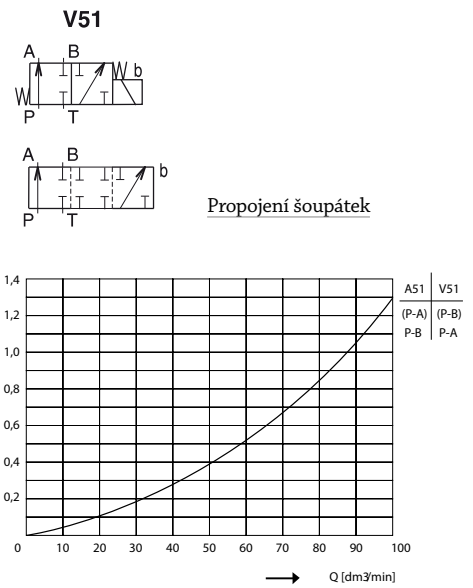 V51
A B
b
P T
A B
b
P T
Propojení šoupátek
1,4
1,2
1,0
0,8
0,6
0,4
0,2
0
0 10 20 30 40 50 60 70 80 90 100
Q [dm3/min]
A51 V51
(P-A) (P-B)
P-B P-A